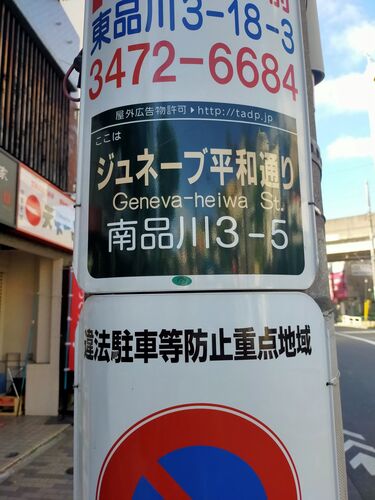 前
東品川3-18-3
3472-6684
屋外広告物許可▶http://tadp.jp
ここは
ジュネーブ平和通り
Geneva-heiwa St.
南品川3-5
違法駐車等防止重点地域